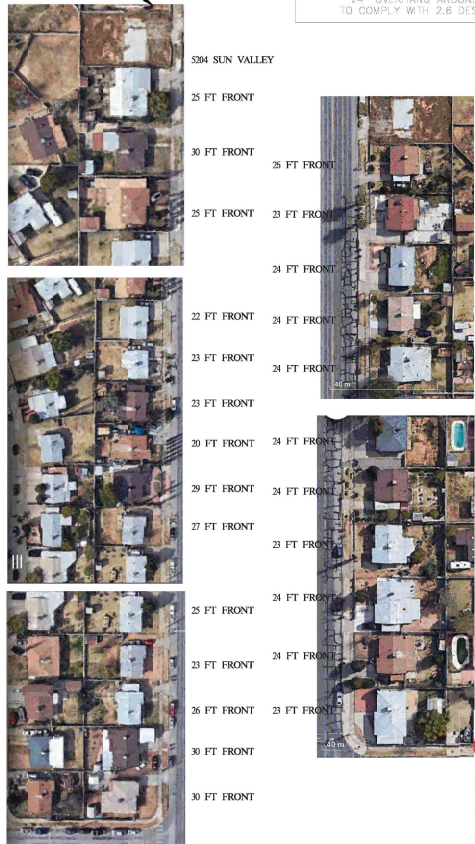 24" OVERHANG AROUND
TO COMPLY WITH 2.6 DES
5204 SUN VALLEY
25 FT FRONT
30 FT FRONT
25 FT FRONT
22 FT FRONT
23 FT FRONT
23 FT FRONT
20 FT FRONT
29 FT FRONT
27 FT FRONT
25 FT FRONT
23 FT FRONT
26 FT FRONT
30 FT FRONT
30 FT FRONT
26 FT FRONT
23 FT FRONT
24 FT FRONT
24 FT FRONT
24 FT FRONT
40 m
24 FT FRONT
24 FT FRONT
23 FT FRONT
24 FT FRONT
24 FT FRONT
23 FT FRONT
40 m